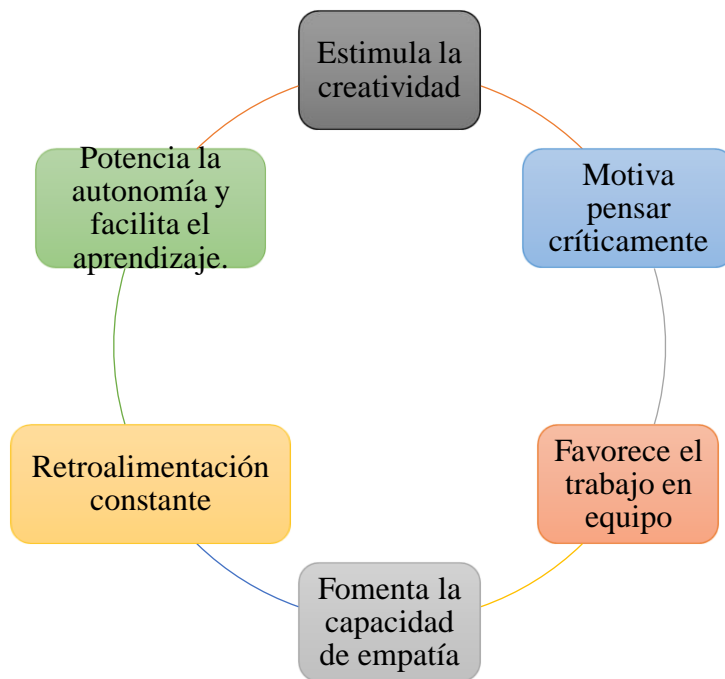 Estimula la
creatividad
Motiva
pensar
críticamente
Favorece el
trabajo en
equipo
Fomenta la
capacidad
de empatía
Retroalimentación
constante
Potencia la
autonomía y
facilita el
aprendizaje.